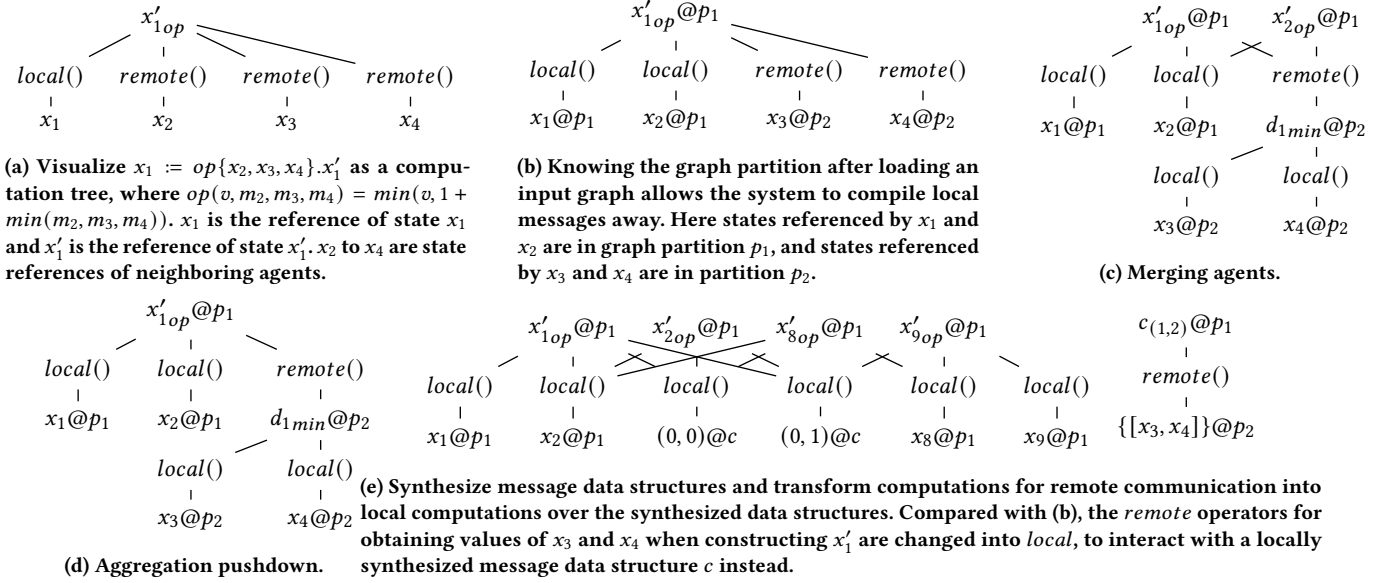 x′₁ₒₚ
local() remote() remote() remote()
x₁ x₂ x₃ x₄
(a) Visualize x₁ := op{x₂, x₃, x₄}.x′₁ as a compu-
tation tree, where op(v, m₂, m₃, m₄) = min(v, 1 +
min(m₂, m₃, m₄)). x₁ is the reference of state x₁
and x′₁ is the reference of state x′₁. x₂ to x₄ are state
references of neighboring agents.
x′₁ₒₚ@p₁
local() local() remote() remote()
x₁@p₁ x₂@p₁ x₃@p₂ x₄@p₂
(b) Knowing the graph partition after loading an
input graph allows the system to compile local
messages away. Here states referenced by x₁ and
x₂ are in graph partition p₁, and states referenced
by x₃ and x₄ are in partition p₂.
x′₁ₒₚ@p₁ x′₂ₒₚ@p₁
local() local() remote()
x₁@p₁ x₂@p₁ d₁ₘᵢₙ@p₂
local() local()
x₃@p₂ x₄@p₂
(c) Merging agents.
x′₁ₒₚ@p₁
local() local() remote()
x₁@p₁ x₂@p₁ d₁ₘᵢₙ@p₂
local() local()
x₃@p₂ x₄@p₂
(d) Aggregation pushdown.
x′₁ₒₚ@p₁ x′₂ₒₚ@p₁ x′₈ₒₚ@p₁ x′₉ₒₚ@p₁
local() local() local() local() local() local()
x₁@p₁ x₂@p₁ (0, 0)@c (0, 1)@c x₈@p₁ x₉@p₁
c₍₁,₂₎@p₁
remote()
{[x₃, x₄]}@p₂
(e) Synthesize message data structures and transform computations for remote communication into
local computations over the synthesized data structures. Compared with (b), the remote operators for
obtaining values of x₃ and x₄ when constructing x′₁ are changed into local, to interact with a locally
synthesized message data structure c instead.